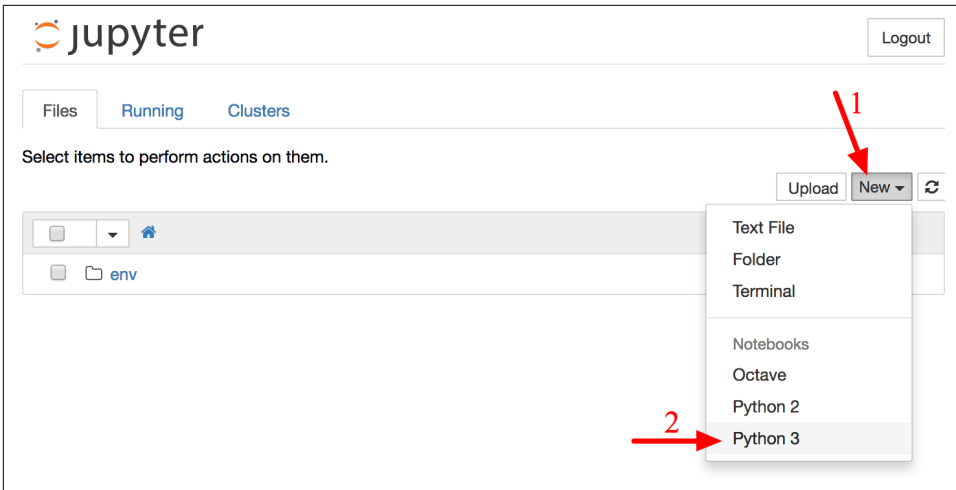 jupyter
Logout
Files Running Clusters
1
Select items to perform actions on them.
Upload New
Text File
Folder
env
Terminal
Notebooks
Octave
Python 2
2
Python 3